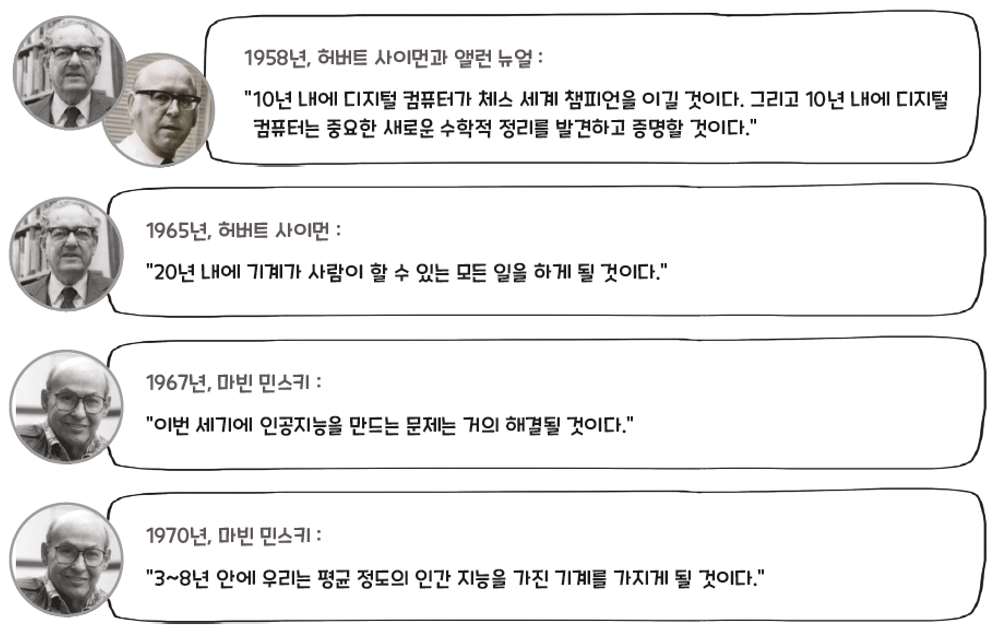 1958년, 허버트 사이먼과 앨런 뉴얼 :
"10년 내에 디지털 컴퓨터가 체스 세계 챔피언을 이길 것이다. 그리고 10년 내에 디지털
컴퓨터는 중요한 새로운 수학적 정리를 발견하고 증명할 것이다."
1965년, 허버트 사이먼 :
"20년 내에 기계가 사람이 할 수 있는 모든 일을 하게 될 것이다."
1967년, 마빈 민스키 :
"이번 세기에 인공지능을 만드는 문제는 거의 해결될 것이다."
1970년, 마빈 민스키 :
"3~8년 안에 우리는 평균 정도의 인간 지능을 가진 기계를 가지게 될 것이다."